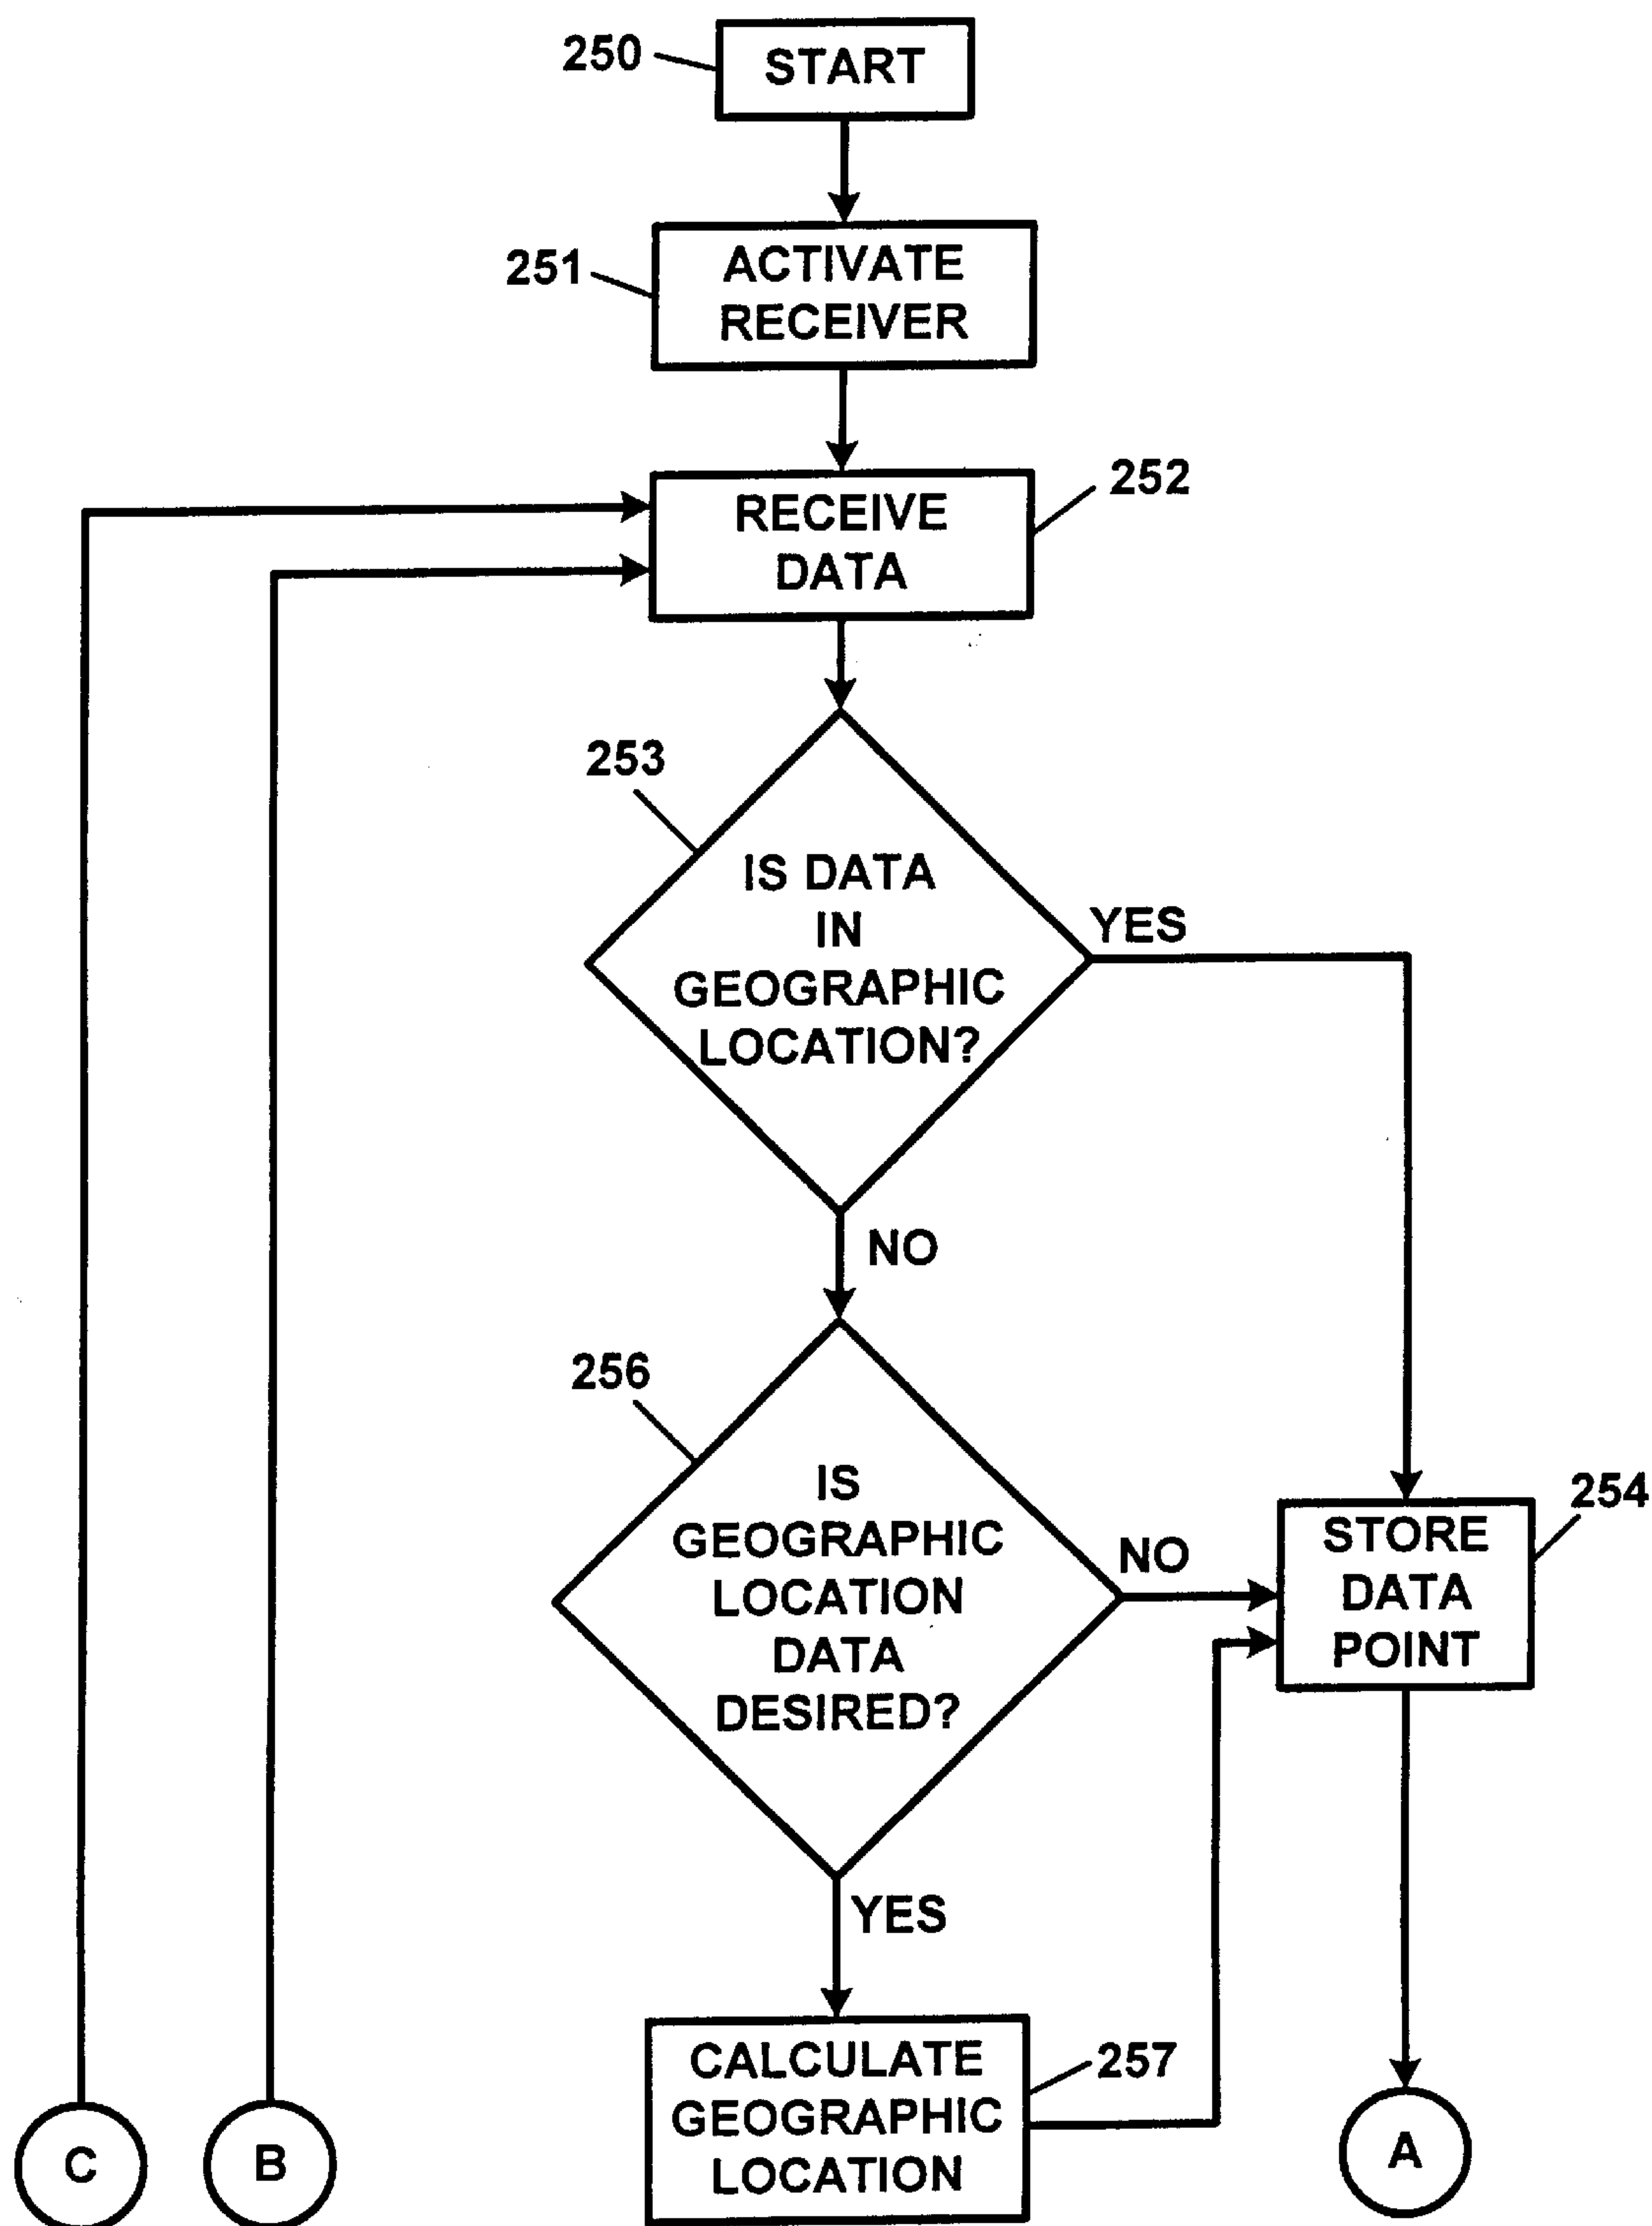 250
START
251
ACTIVATE
RECEIVER
252
RECEIVE
DATA
253
IS DATA
IN
GEOGRAPHIC
LOCATION?
YES
NO
256
IS
GEOGRAPHIC
LOCATION
DATA
DESIRED?
NO
254
STORE
DATA
POINT
YES
257
CALCULATE
GEOGRAPHIC
LOCATION
C
B
A